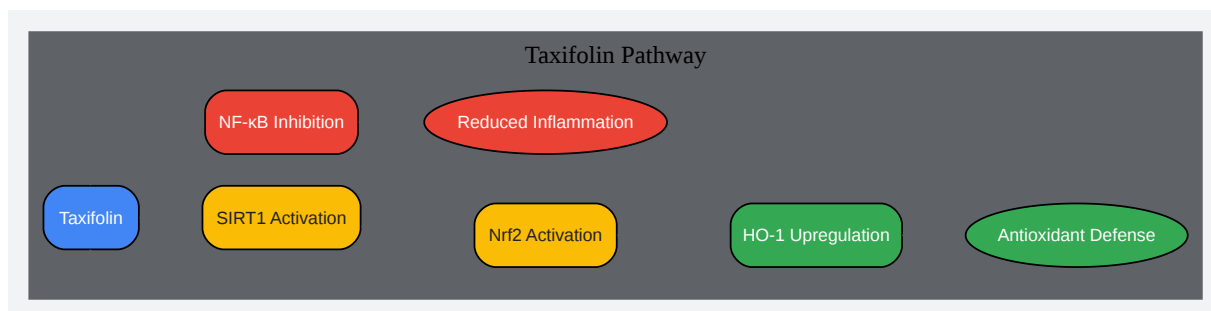 Taxifolin Pathway
NF-κB Inhibition
Reduced Inflammation
Taxifolin
SIRT1 Activation
Nrf2 Activation
HO-1 Upregulation
Antioxidant Defense